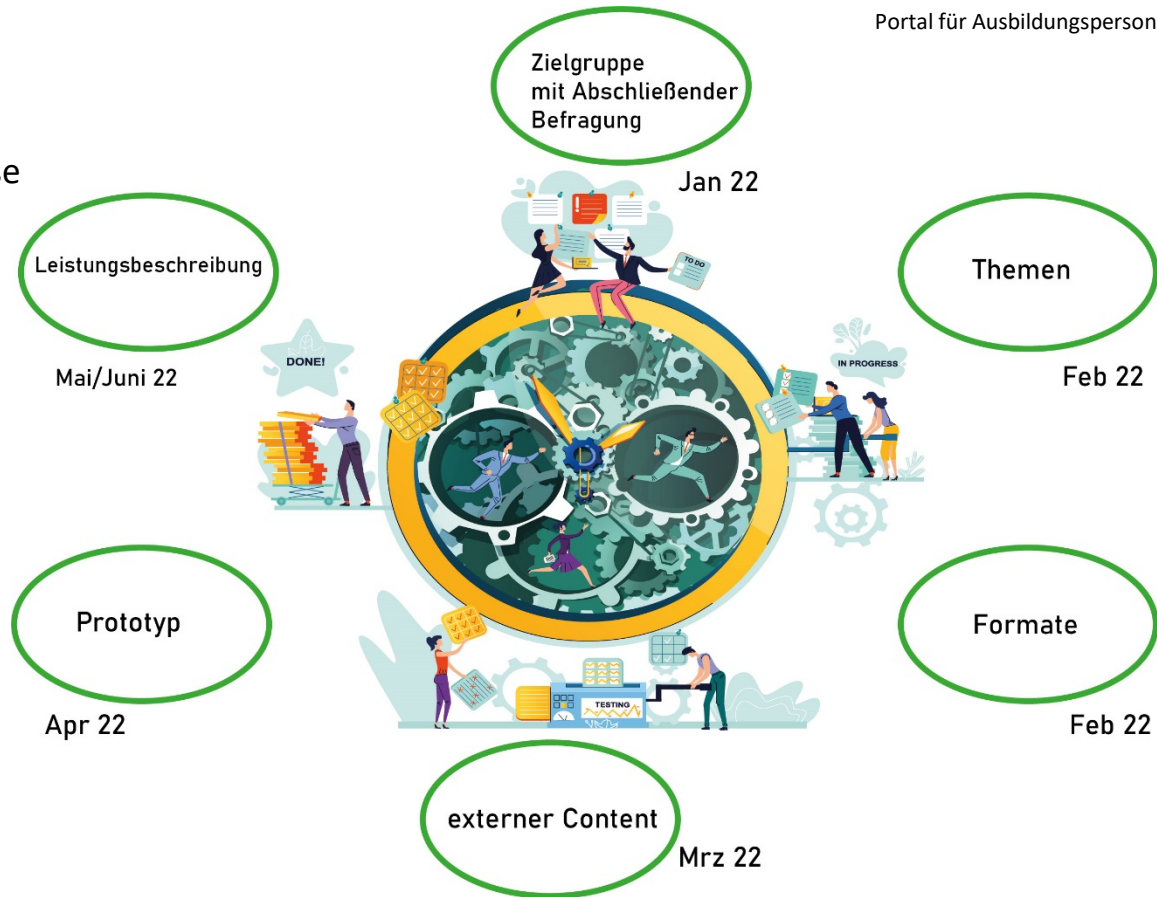 Portal für Ausbildungsperson
Zielgruppe
mit Abschließender
Befragung
Jan 22
Leistungsbeschreibung
Mai/Juni 22
Themen
Feb 22
TO DO
DONE!
IN PROGRESS
Prototyp
Apr 22
Formate
Feb 22
TESTING
externer Content
Mrz 22